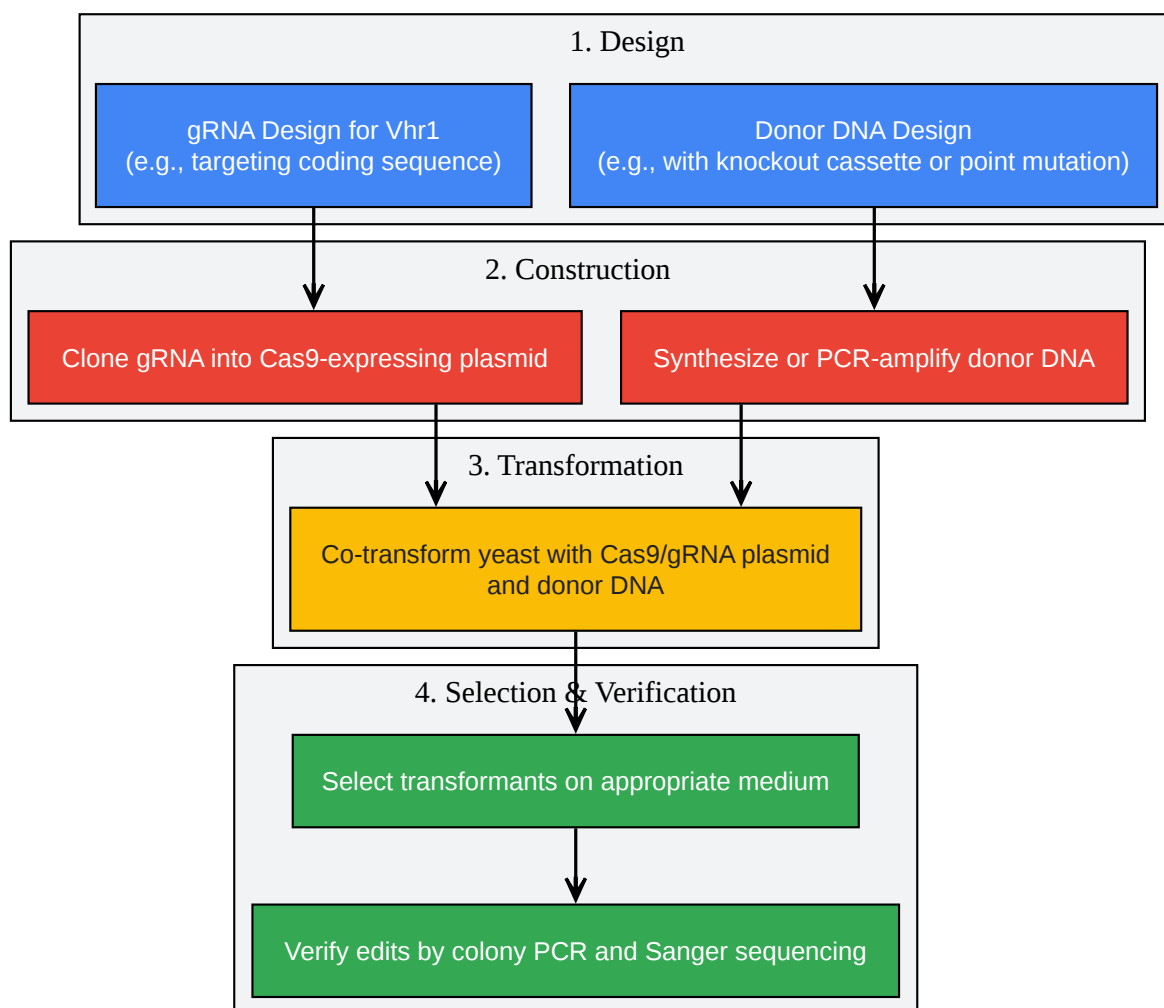 1. Design
gRNA Design for Vhr1
(e.g., targeting coding sequence)
Donor DNA Design
(e.g., with knockout cassette or point mutation)
2. Construction
Clone gRNA into Cas9-expressing plasmid
Synthesize or PCR-amplify donor DNA
3. Transformation
Co-transform yeast with Cas9/gRNA plasmid
and donor DNA
4. Selection & Verification
Select transformants on appropriate medium
Verify edits by colony PCR and Sanger sequencing